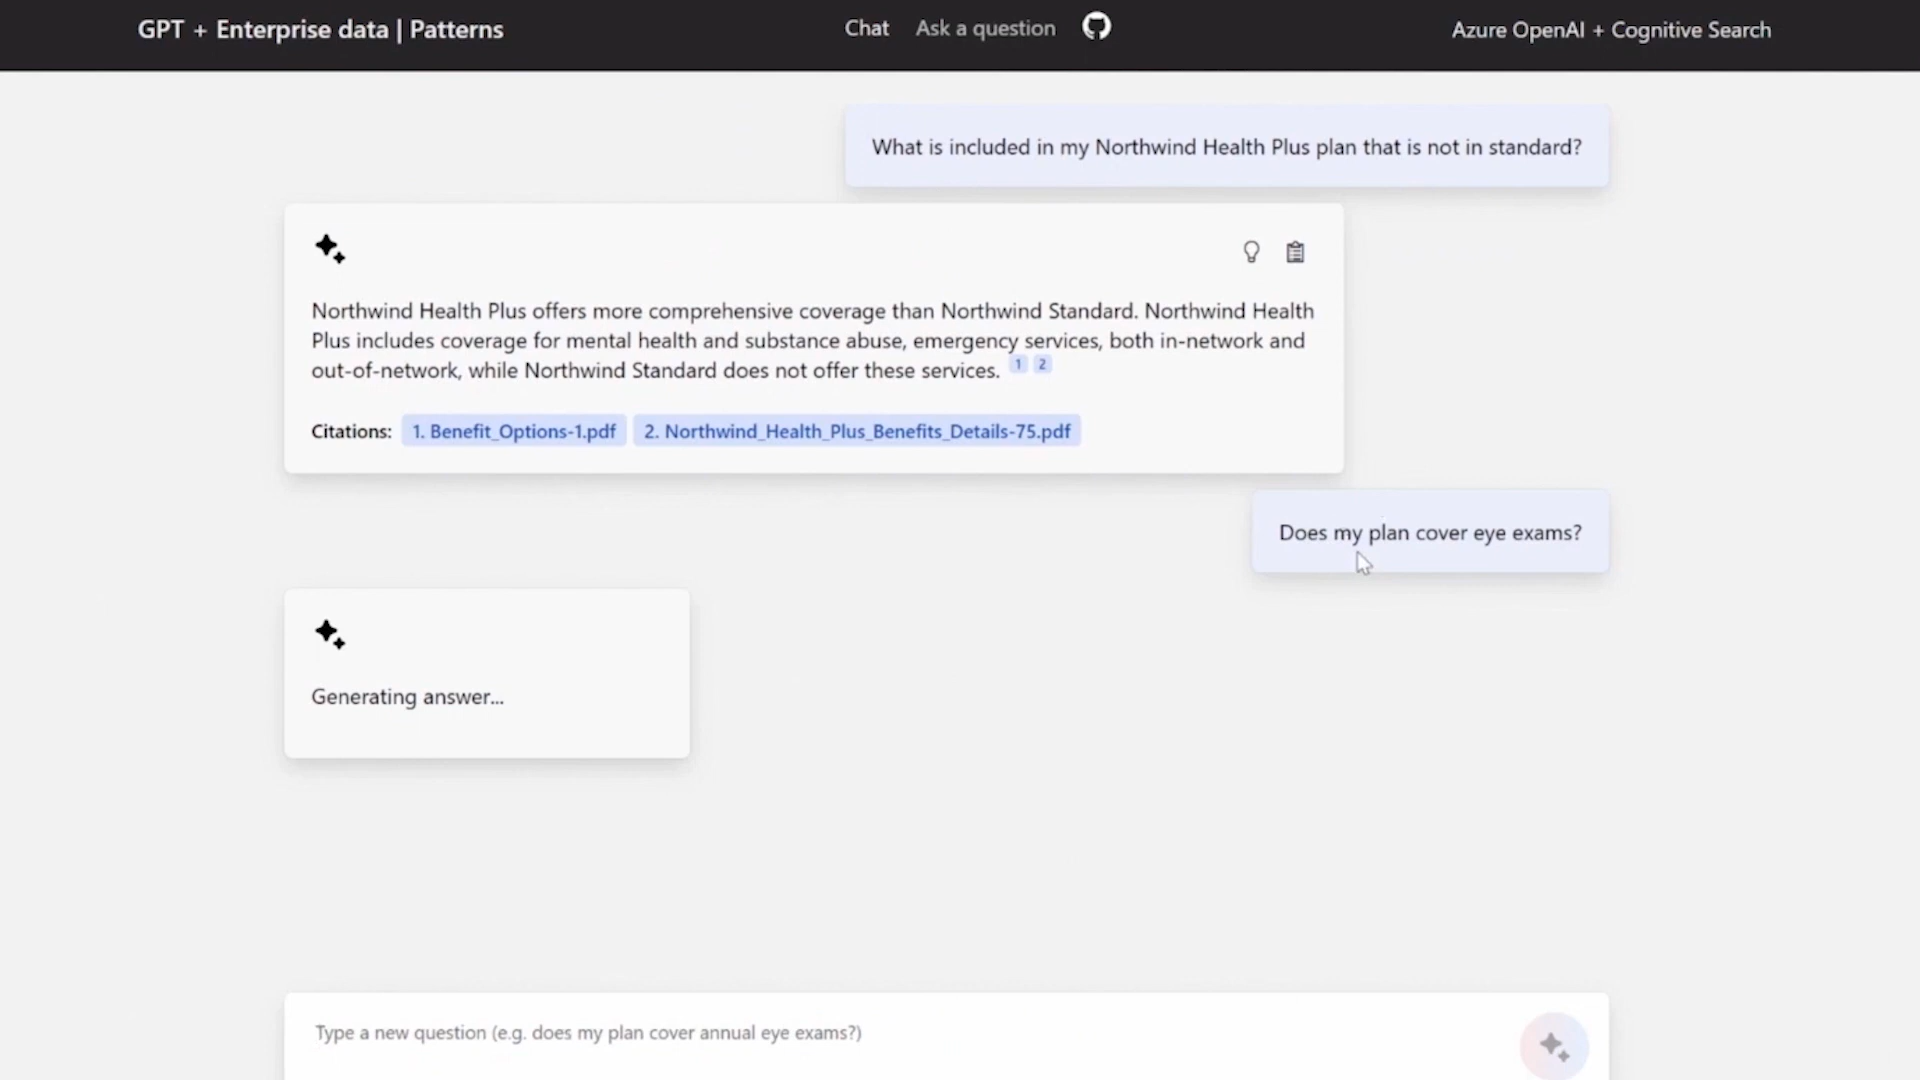 GPT + Enterprise data | Patterns
Chat
Ask a question
Azure OpenAI + Cognitive Search
What is included in my Northwind Health Plus plan that is not in standard?
Northwind Health Plus offers more comprehensive coverage than Northwind Standard. Northwind Health
Plus includes coverage for mental health and substance abuse, emergency services, both in-network and
out-of-network, while Northwind Standard does not offer these services. 1 2
Citations: 1. Benefit_Options-1.pdf 2. Northwind_Health_Plus_Benefits_Details-75.pdf
Does my plan cover eye exams?
Generating answer...
Type a new question (e.g. does my plan cover annual eye exams?)